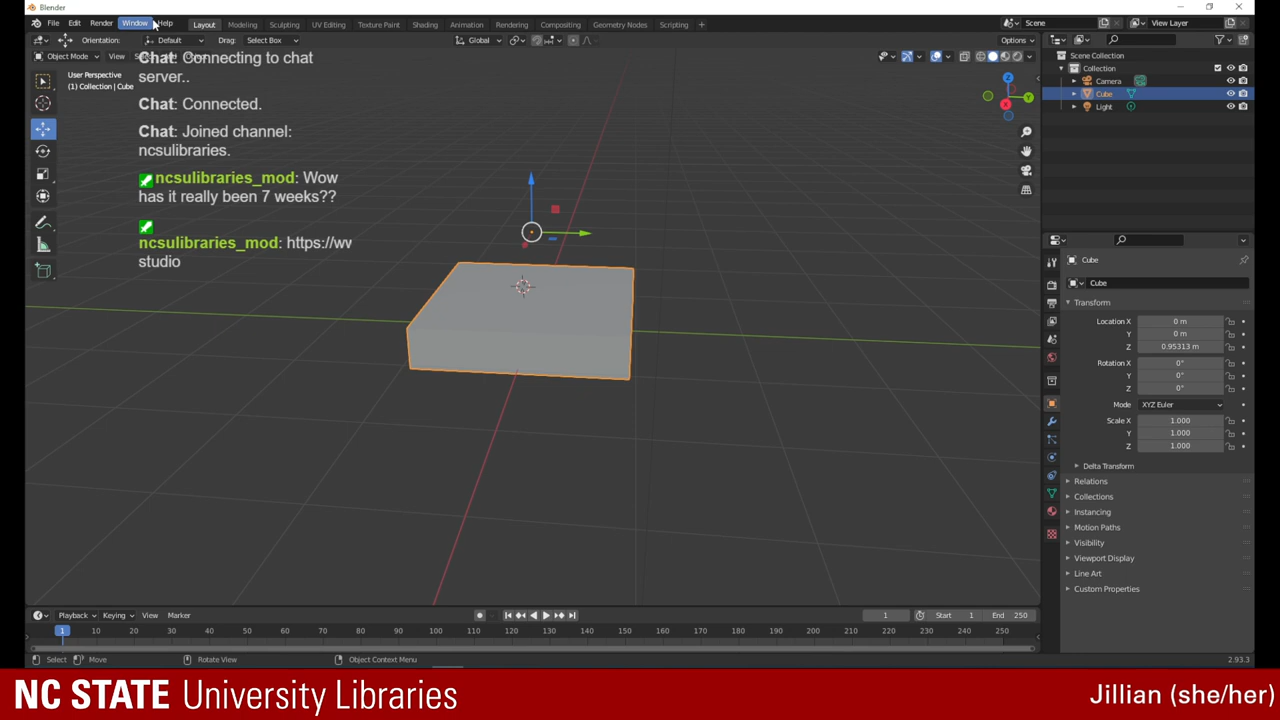 Blender
File Edit Render Window Help Layout Modeling Sculpting UV Editing Texture Paint Shading Animation Rendering Compositing Geometry Nodes Scripting + Scene View Layer
Orientation: Default Drag: Select Box Global Options
Object Mode View
User Perspective
(1) Collection | Cube
Chat: Connecting to chat
server..
Chat: Connected.
Chat: Joined channel:
ncsulibraries.
ncsulibraries_mod: Wow
has it really been 7 weeks??
ncsulibraries_mod: https://wv
studio
Z
Y
X
Scene Collection
Collection
Camera
Cube
Light
Cube
Cube
Transform
Location X 0 m
Y 0 m
Z 0.95313 m
Rotation X 0°
Y 0°
Z 0°
Mode XYZ Euler
Scale X 1.000
Y 1.000
Z 1.000
Delta Transform
Relations
Collections
Instancing
Motion Paths
Visibility
Viewport Display
Line Art
Custom Properties
Playback Keying View Marker 1 Start 1 End 250
1 10 20 30 40 50 60 70 80 90 100 110 120 130 140 150 160 170 180 190 200 210 220 230 240 250
Select Move Rotate View Object Context Menu 2.93.3
NC STATE University Libraries
Jillian (she/her)